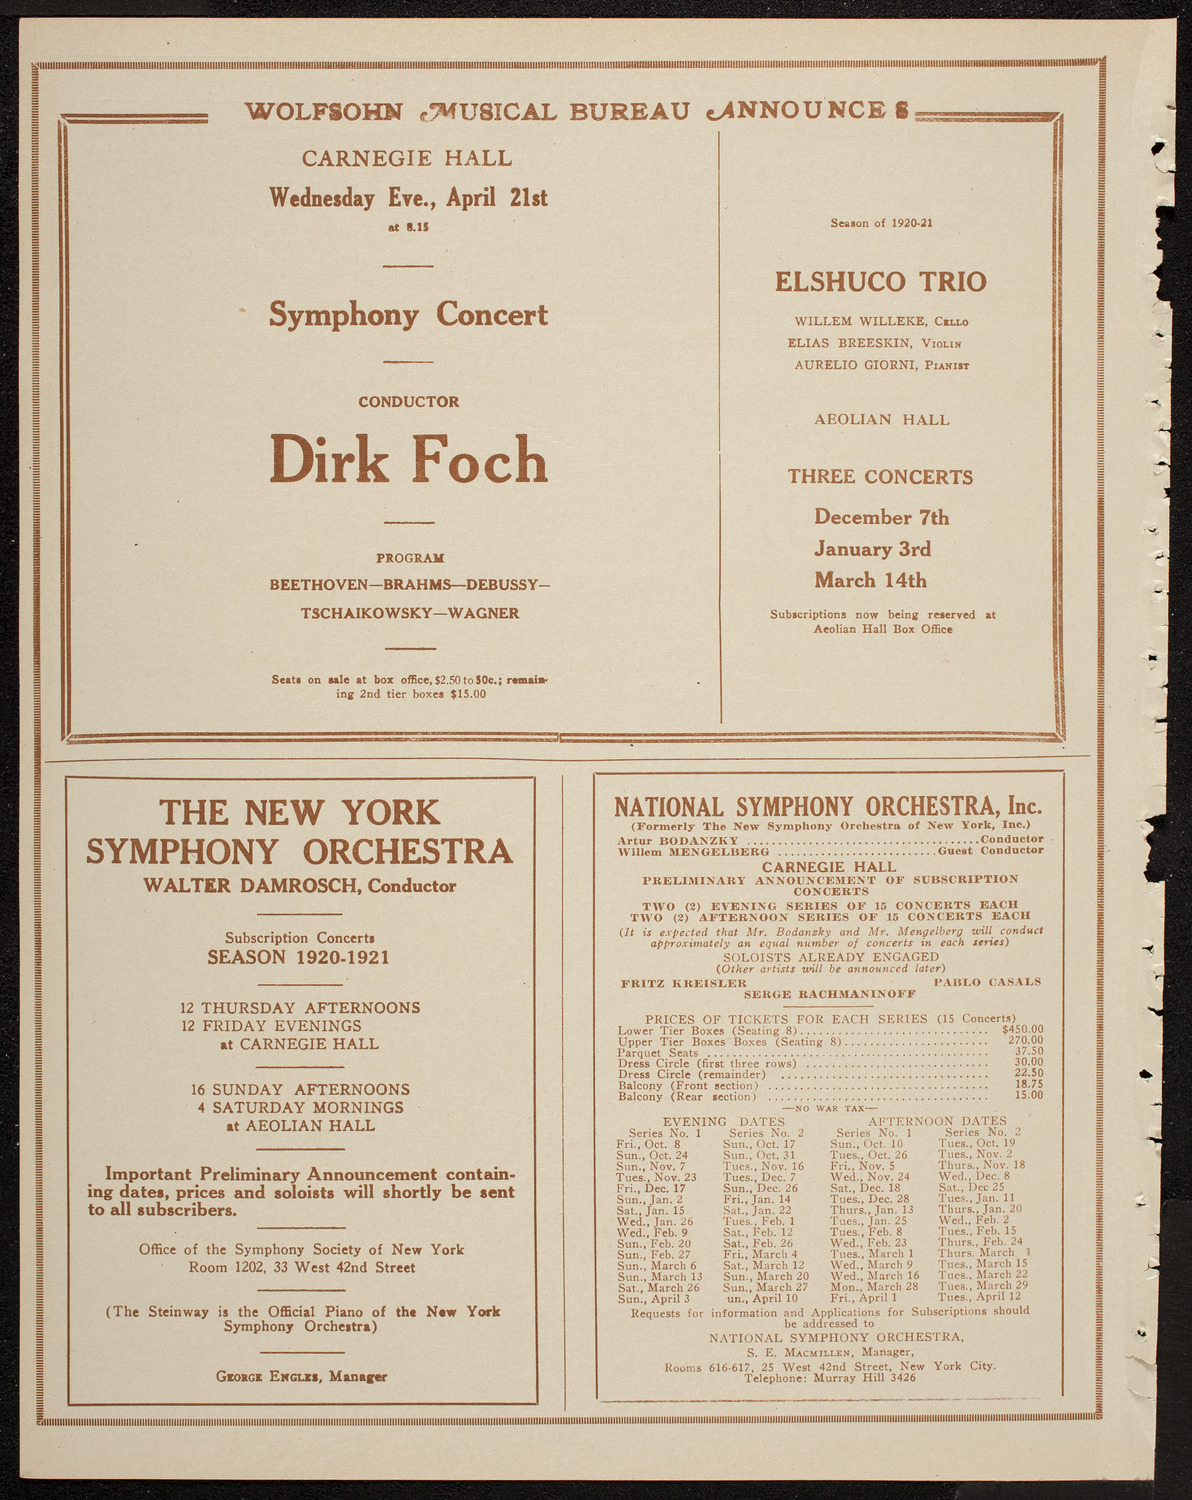 WOLFSOHN MUSICAL BUREAU ANNOUNCES
CARNEGIE HALL
Wednesday Eve., April 21st
at 8.15
Symphony Concert
CONDUCTOR
Dirk Foch
PROGRAM
BEETHOVEN—BRAHMS—DEBUSSY—
TSCHAIKOWSKY—WAGNER
Seats on sale at box office, $2.50 to 50c.; remain-
ing 2nd tier boxes $15.00
Season of 1920-21
ELSHUCO TRIO
WILLEM WILLEKE, CELLO
ELIAS BREESKIN, VIOLIN
AURELIO GIORNI, PIANIST
AEOLIAN HALL
THREE CONCERTS
December 7th
January 3rd
March 14th
Subscriptions now being reserved at
Aeolian Hall Box Office
THE NEW YORK
SYMPHONY ORCHESTRA
WALTER DAMROSCH, Conductor
Subscription Concerts
SEASON 1920-1921
12 THURSDAY AFTERNOONS
12 FRIDAY EVENINGS
at CARNEGIE HALL
16 SUNDAY AFTERNOONS
4 SATURDAY MORNINGS
at AEOLIAN HALL
Important Preliminary Announcement contain-
ing dates, prices and soloists will shortly be sent
to all subscribers.
Office of the Symphony Society of New York
Room 1202, 33 West 42nd Street
(The Steinway is the Official Piano of the New York
Symphony Orchestra)
GEORGE ENGLES, Manager
NATIONAL SYMPHONY ORCHESTRA, Inc.
(Formerly The New Symphony Orchestra of New York, Inc.)
Artur BODANZKY ..................................Conductor
Willem MENGELBERG ........................Guest Conductor
CARNEGIE HALL
PRELIMINARY ANNOUNCEMENT OF SUBSCRIPTION
CONCERTS
TWO (2) EVENING SERIES OF 15 CONCERTS EACH
TWO (2) AFTERNOON SERIES OF 15 CONCERTS EACH
(It is expected that Mr. Bodanzky and Mr. Mengelberg will conduct
approximately an equal number of concerts in each series)
SOLOISTS ALREADY ENGAGED
(Other artists will be announced later)
FRITZ KREISLER PABLO CASALS
SERGE RACHMANINOFF
PRICES OF TICKETS FOR EACH SERIES (15 Concerts)
Lower Tier Boxes (Seating 8)............................ $450.00
Upper Tier Boxes Boxes (Seating 8)...................... 270.00
Parquet Seats .......................................... 37.50
Dress Circle (first three rows) ........................... 30.00
Dress Circle (remainder) ................................ 22.50
Balcony (Front section) ................................. 18.75
Balcony (Rear section) ................................. 15.00
—NO WAR TAX—
EVENING DATES AFTERNOON DATES
Series No. 1 Series No. 2 Series No. 1 Series No. 2
Fri., Oct. 8 Sun., Oct. 17 Sun., Oct. 10 Tues., Oct. 19
Sun., Oct. 24 Sun., Oct. 31 Tues., Oct. 26 Tues., Nov. 2
Sun., Nov. 7 Tues., Nov. 16 Fri., Nov. 5 Thurs., Nov. 18
Tues., Nov. 23 Tues., Dec. 7 Wed., Nov. 24 Wed., Dec. 8
Fri., Dec. 17 Sun., Dec. 26 Sat., Dec. 18 Sat., Dec 25
Sun., Jan. 2 Fri., Jan. 14 Tues., Dec. 28 Tues., Jan. 11
Sat., Jan. 15 Sat., Jan. 22 Thurs., Jan. 13 Thurs., Jan. 20
Wed., Jan. 26 Tues., Feb. 1 Tues., Jan. 25 Wed., Feb. 2
Wed., Feb. 9 Sat., Feb. 12 Tues., Feb. 8 Tues., Feb. 15
Sun., Feb. 20 Sat., Feb. 26 Wed., Feb. 23 Thurs., Feb. 24
Sun., Feb. 27 Fri., March 4 Tues., March 1 Thurs. March 3
Sun., March 6 Sat., March 12 Wed., March 9 Tues., March 15
Sun., March 13 Sun., March 20 Wed., March 16 Tues., March 22
Sat., March 26 Sun., March 27 Mon., March 28 Tues., March 29
Sun., April 3 un., April 10 Fri., April 1 Tues., April 12
Requests for information and Applications for Subscriptions should
be addressed to
NATIONAL SYMPHONY ORCHESTRA,
S. E. MACMILLEN, Manager,
Rooms 616-617, 25 West 42nd Street, New York City.
Telephone: Murray Hill 3426